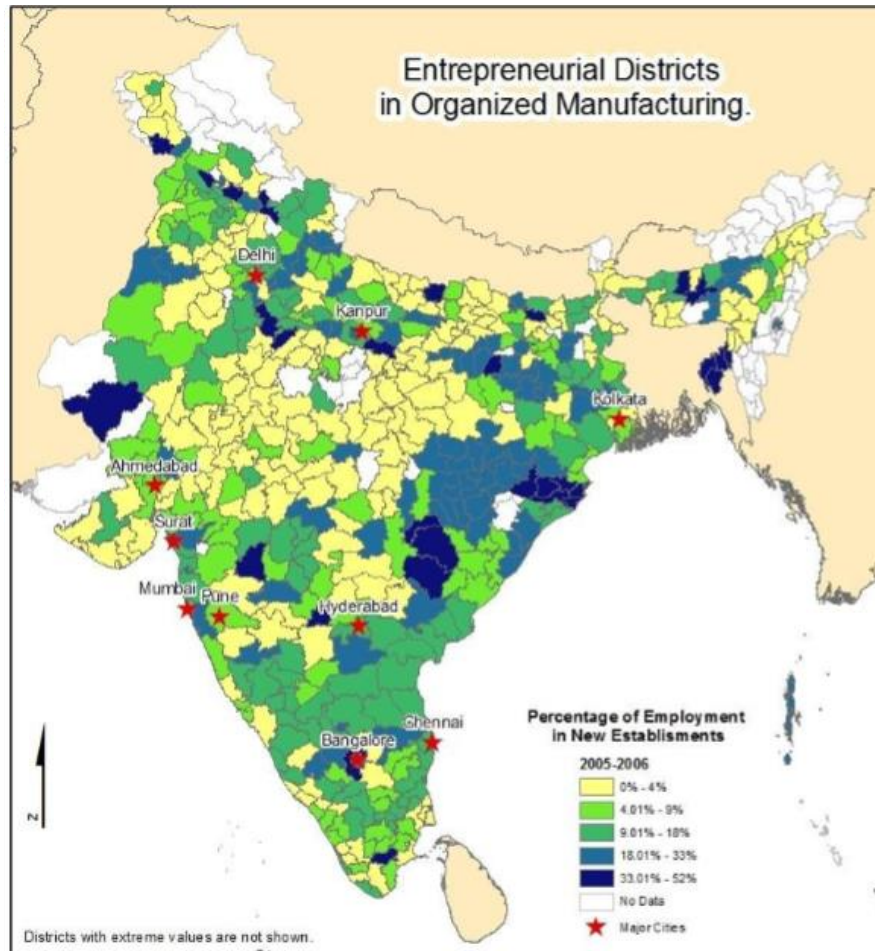 Entrepreneurial Districts
in Organized Manufacturing.
Delhi
Kanpur
Kolkata
Ahmedabad
Surat
Mumbai
Pune
Hyderabad
Chennai
Bangalore
Percentage of Employment
in New Establisments
2005-2006
0% - 4%
4.01% - 9%
9.01% - 18%
18.01% - 33%
33.01% - 52%
No Data
Major Cities
N
Districts with extreme values are not shown.